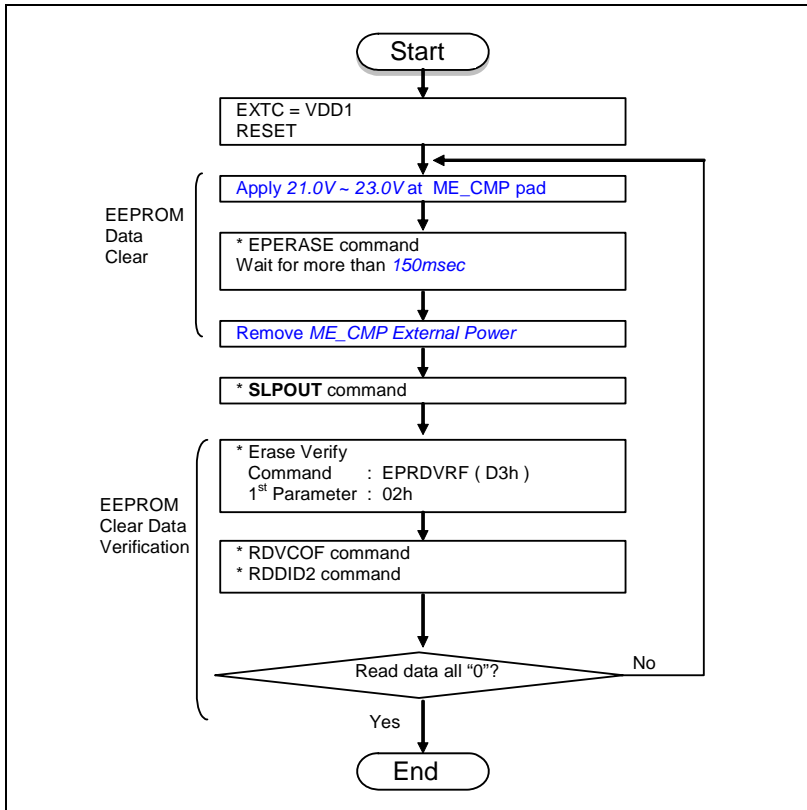 Start
EXTC = VDD1
RESET
Apply 21.0V ~ 23.0V at ME_CMP pad
EEPROM
Data
Clear
* EPERASE command
Wait for more than 150msec
Remove ME_CMP External Power
* SLPOUT command
* Erase Verify
Command : EPRDVRF ( D3h )
1st Parameter : 02h
EEPROM
Clear Data
Verification
* RDVCOF command
* RDDID2 command
Read data all “0”?
No
Yes
End